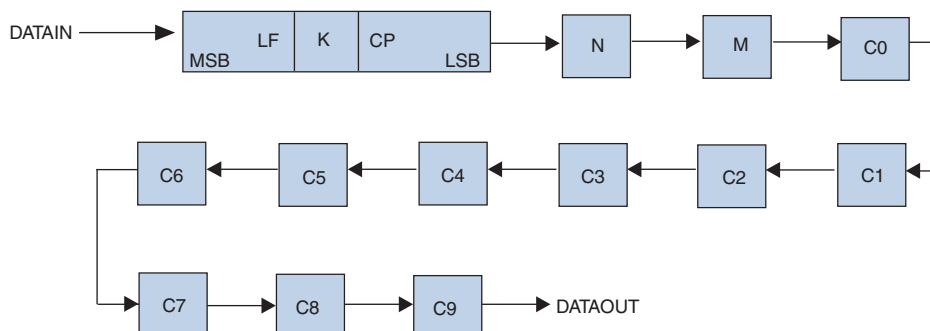 DATAIN
LF K CP
MSB LSB
N
M
C0
C6
C5
C4
C3
C2
C1
C7
C8
C9
DATAOUT